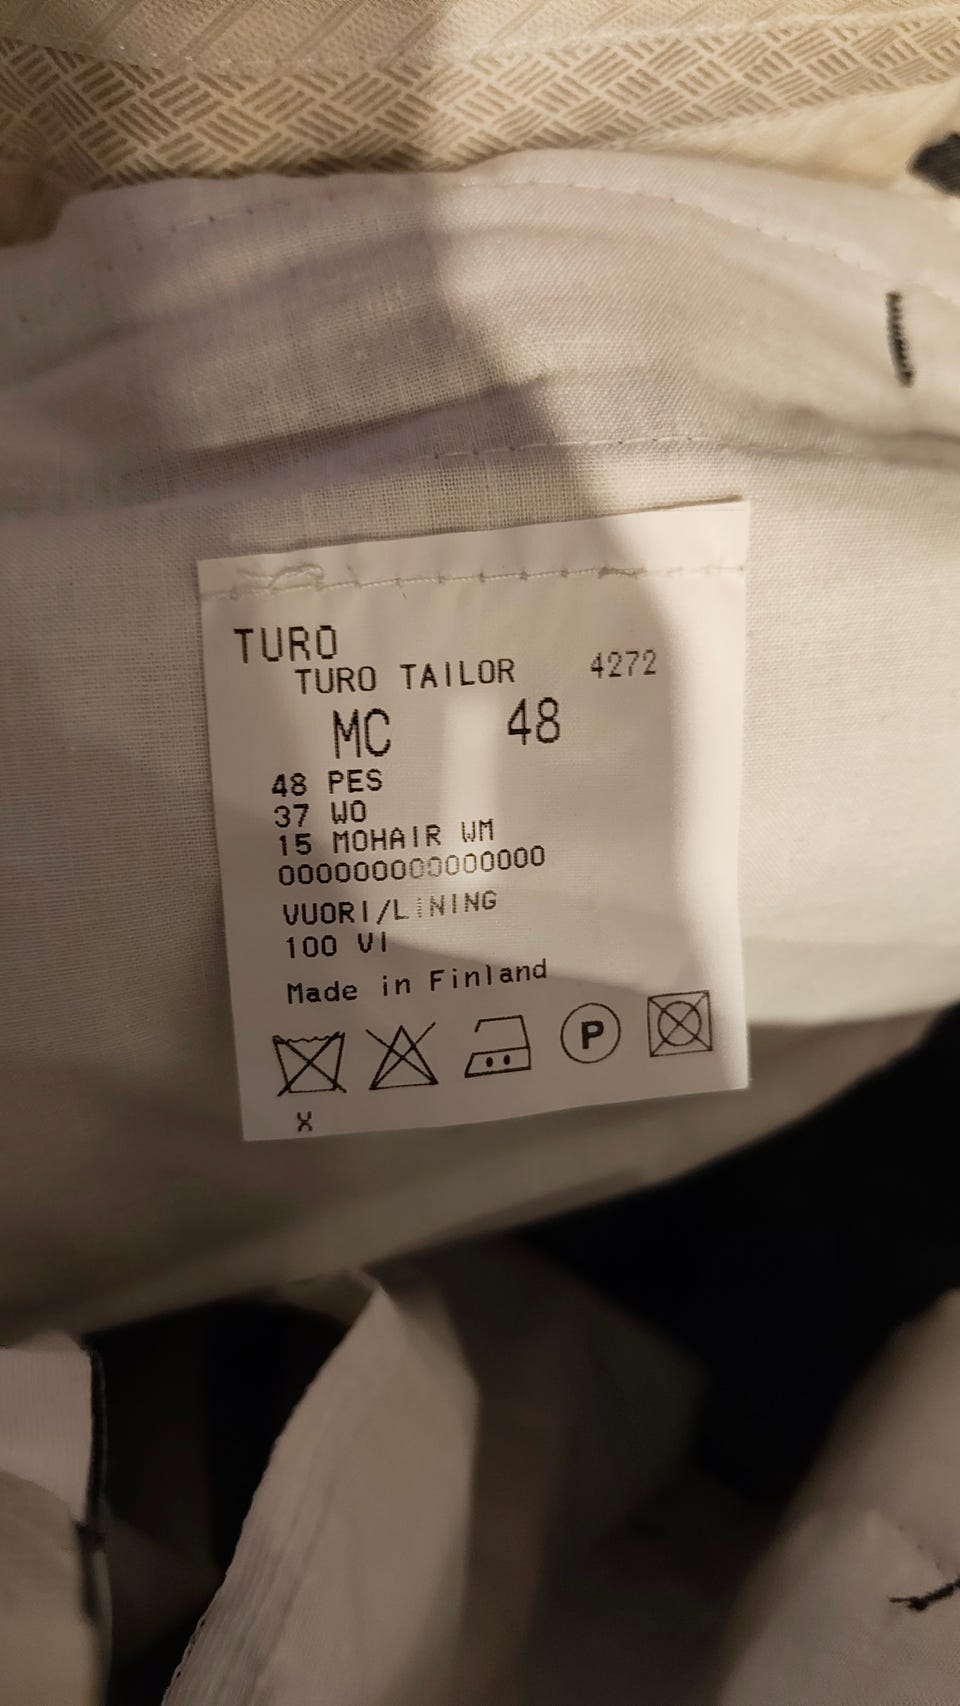 TURO
TURO TAILOR 4272
MC 48
48 PES
37 WO
15 MOHAIR WM
000000000000000
VUORI/LINING
100 VI
Made in Finland
P
X